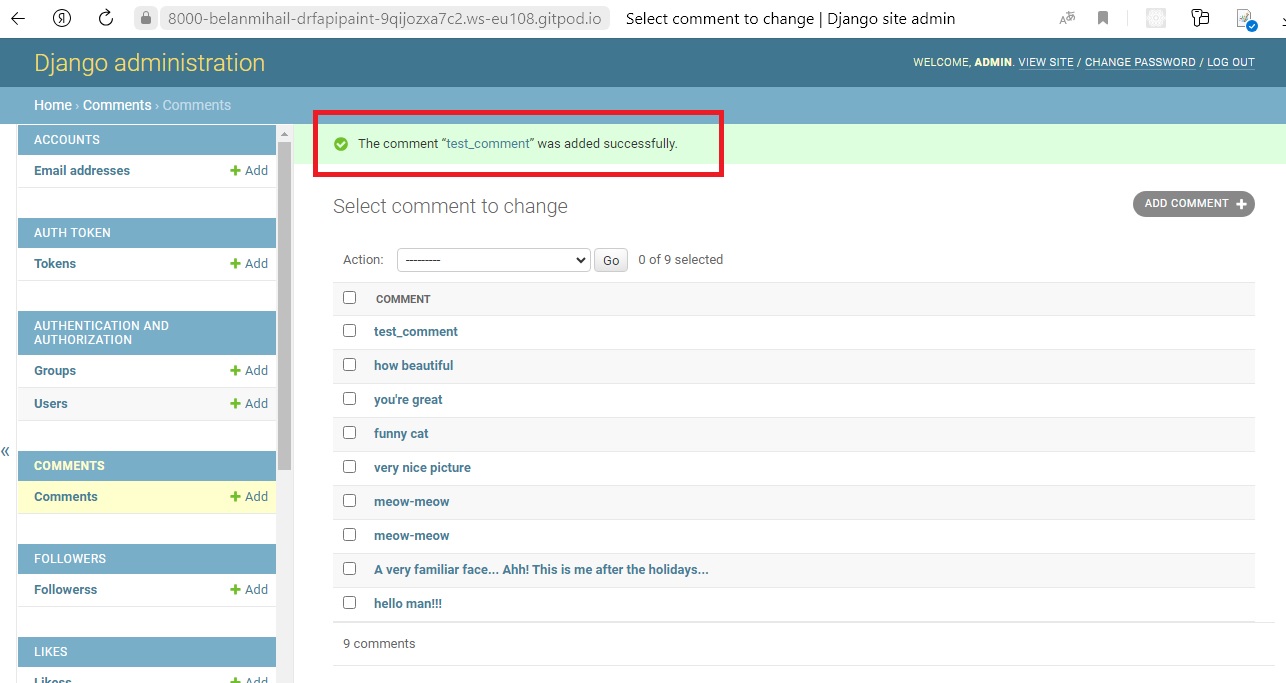 8000-belanmihail-drfapipaint-9qijozxa7c2.ws-eu108.gitpod.io Select comment to change | Django site admin
Django administration
WELCOME, ADMIN. VIEW SITE / CHANGE PASSWORD / LOG OUT
Home › Comments › Comments
ACCOUNTS
Email addresses + Add
AUTH TOKEN
Tokens + Add
AUTHENTICATION AND
AUTHORIZATION
Groups + Add
Users + Add
«
COMMENTS
Comments + Add
FOLLOWERS
Followerss + Add
LIKES
Likess + Add
The comment “test_comment” was added successfully.
Select comment to change
ADD COMMENT +
Action: --------- Go 0 of 9 selected
COMMENT
test_comment
how beautiful
you're great
funny cat
very nice picture
meow-meow
meow-meow
A very familiar face... Ahh! This is me after the holidays...
hello man!!!
9 comments